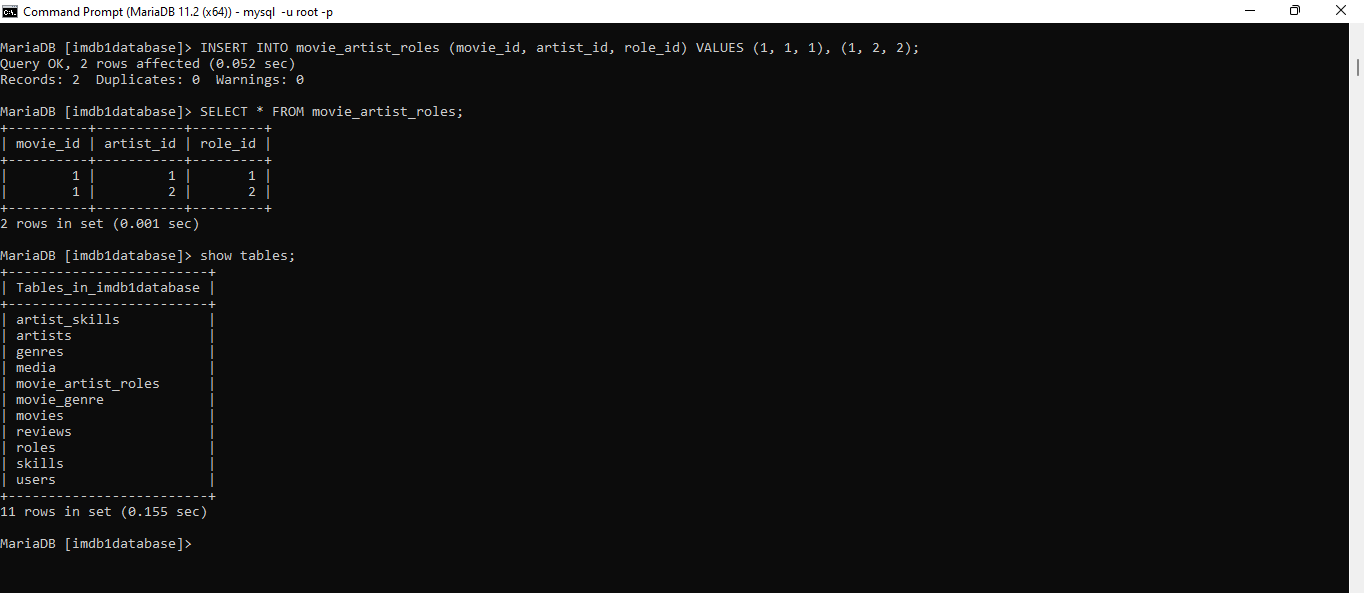 Command Prompt (MariaDB 11.2 (x64)) - mysql -u root -p
MariaDB [imdb1database]> INSERT INTO movie_artist_roles (movie_id, artist_id, role_id) VALUES (1, 1, 1), (1, 2, 2);
Query OK, 2 rows affected (0.052 sec)
Records: 2  Duplicates: 0  Warnings: 0
MariaDB [imdb1database]> SELECT * FROM movie_artist_roles;
+----------+-----------+---------+
| movie_id | artist_id | role_id |
+----------+-----------+---------+
|        1 |         1 |       1 |
|        1 |         2 |       2 |
+----------+-----------+---------+
2 rows in set (0.001 sec)
MariaDB [imdb1database]> show tables;
+-------------------------+
| Tables_in_imdb1database |
+-------------------------+
| artist_skills           |
| artists                 |
| genres                  |
| media                   |
| movie_artist_roles      |
| movie_genre             |
| movies                  |
| reviews                 |
| roles                   |
| skills                  |
| users                   |
+-------------------------+
11 rows in set (0.155 sec)
MariaDB [imdb1database]>